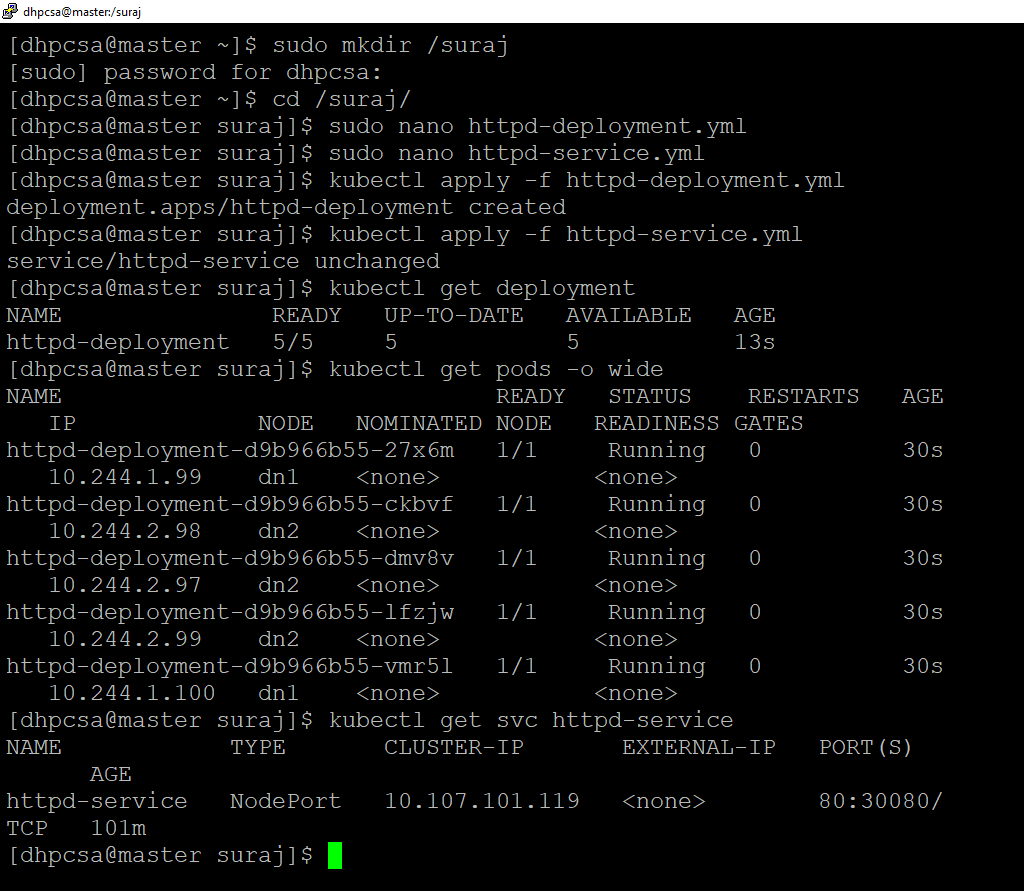 dhpcsa@master:/suraj
[dhpcsa@master ~]$ sudo mkdir /suraj
[sudo] password for dhpcsa:
[dhpcsa@master ~]$ cd /suraj/
[dhpcsa@master suraj]$ sudo nano httpd-deployment.yml
[dhpcsa@master suraj]$ sudo nano httpd-service.yml
[dhpcsa@master suraj]$ kubectl apply -f httpd-deployment.yml
deployment.apps/httpd-deployment created
[dhpcsa@master suraj]$ kubectl apply -f httpd-service.yml
service/httpd-service unchanged
[dhpcsa@master suraj]$ kubectl get deployment
NAME               READY   UP-TO-DATE   AVAILABLE   AGE
httpd-deployment   5/5     5            5           13s
[dhpcsa@master suraj]$ kubectl get pods -o wide
NAME                               READY   STATUS    RESTARTS   AGE
   IP             NODE   NOMINATED NODE   READINESS GATES
httpd-deployment-d9b966b55-27x6m   1/1     Running   0          30s
   10.244.1.99    dn1    <none>           <none>
httpd-deployment-d9b966b55-ckbvf   1/1     Running   0          30s
   10.244.2.98    dn2    <none>           <none>
httpd-deployment-d9b966b55-dmv8v   1/1     Running   0          30s
   10.244.2.97    dn2    <none>           <none>
httpd-deployment-d9b966b55-lfzjw   1/1     Running   0          30s
   10.244.2.99    dn2    <none>           <none>
httpd-deployment-d9b966b55-vmr5l   1/1     Running   0          30s
   10.244.1.100   dn1    <none>           <none>
[dhpcsa@master suraj]$ kubectl get svc httpd-service
NAME            TYPE       CLUSTER-IP       EXTERNAL-IP   PORT(S)
      AGE
httpd-service   NodePort   10.107.101.119   <none>        80:30080/
TCP   101m
[dhpcsa@master suraj]$